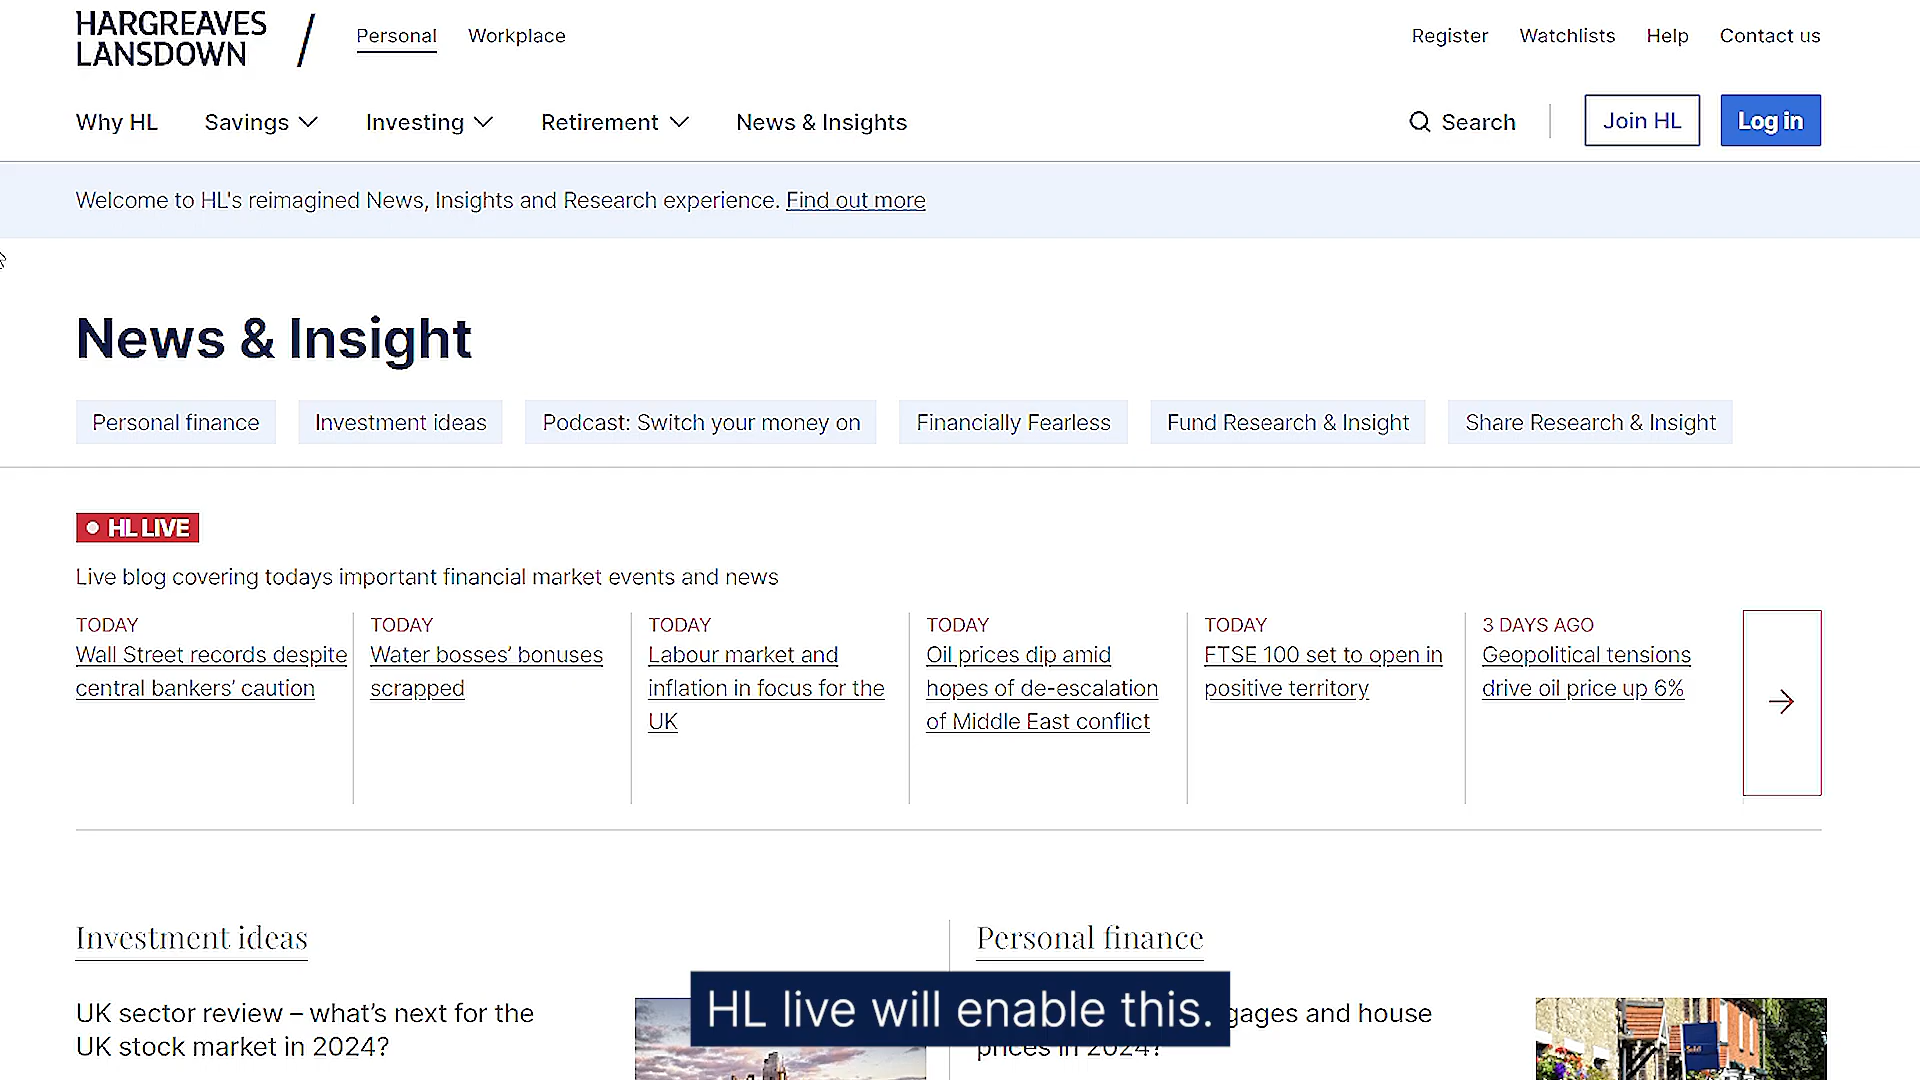 HARGREAVES
LANSDOWN
Personal Workplace
Register Watchlists Help Contact us
Why HL Savings Investing Retirement News & Insights
Search Join HL Log in
Welcome to HL's reimagined News, Insights and Research experience. Find out more
News & Insight
Personal finance Investment ideas Podcast: Switch your money on Financially Fearless Fund Research & Insight Share Research & Insight
HL LIVE
Live blog covering todays important financial market events and news
TODAY
Wall Street records despite
central bankers' caution
TODAY
Water bosses' bonuses
scrapped
TODAY
Labour market and
inflation in focus for the
UK
TODAY
Oil prices dip amid
hopes of de-escalation
of Middle East conflict
TODAY
FTSE 100 set to open in
positive territory
3 DAYS AGO
Geopolitical tensions
drive oil price up 6%
Investment ideas
UK sector review – what's next for the
UK stock market in 2024?
Personal finance
gages and house
prices in 2024?
Sold
HL live will enable this.